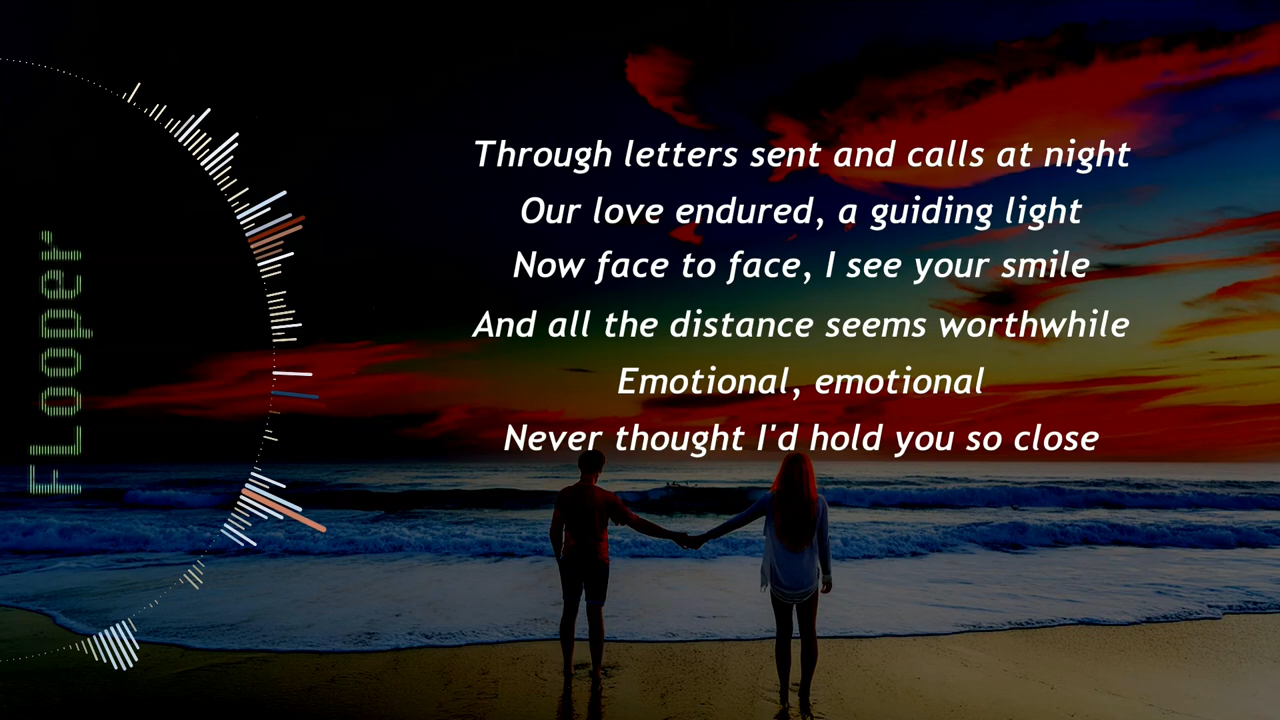 FLooper
Through letters sent and calls at night
Our love endured, a guiding light
Now face to face, I see your smile
And all the distance seems worthwhile
Emotional, emotional
Never thought I'd hold you so close